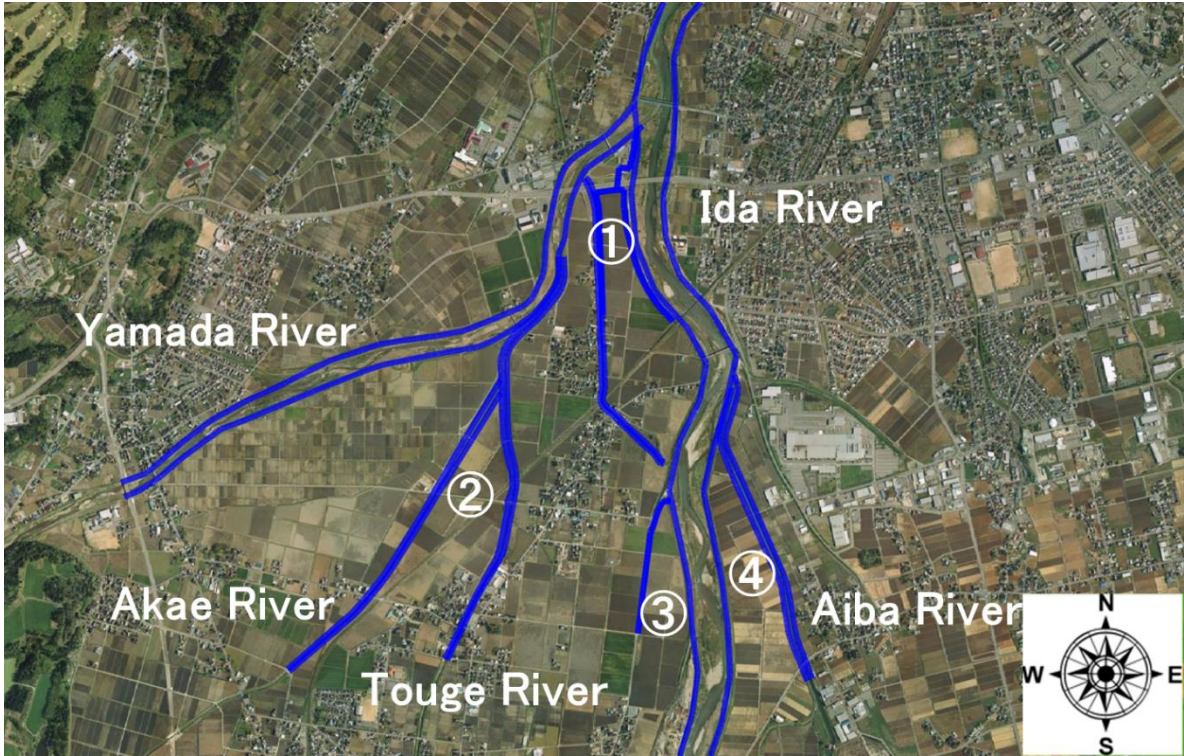 Ida River
①
Yamada River
②
④
③
Akae River
Aiba River
Touge River
N
W
E
S